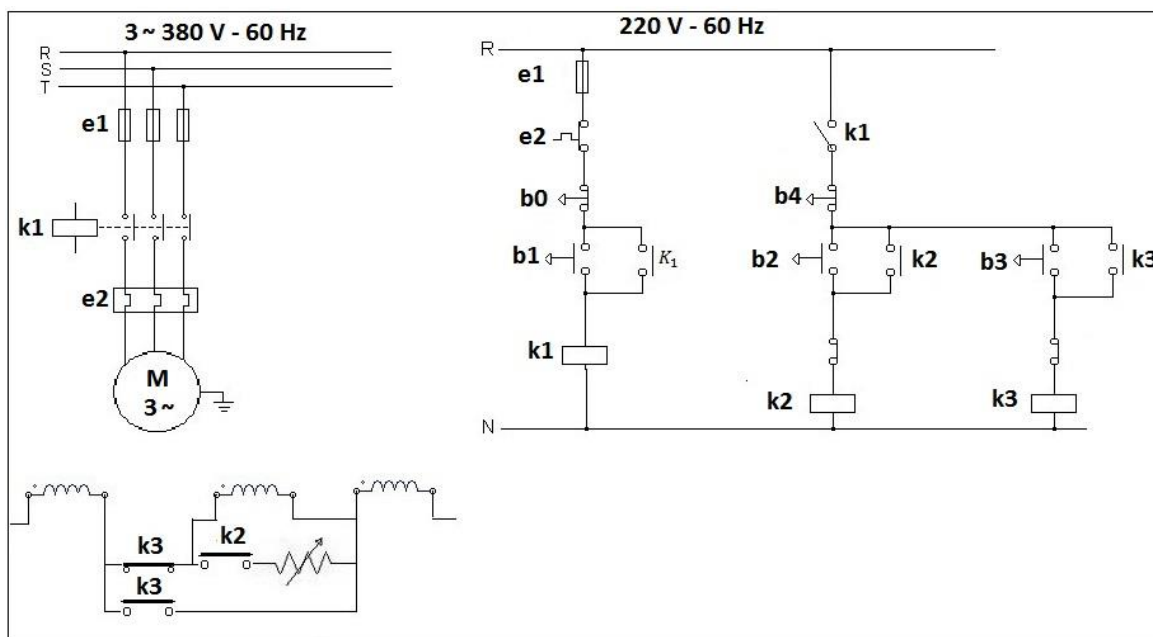 3 ~ 380 V - 60 Hz
R
S
T
e1
k1
e2
M
3 ~
220 V - 60 Hz
R
e1
e2
k1
b0
b4
b1
K₁
b2
k2
b3
k3
k1
k2
k3
N
k3
k2
k3